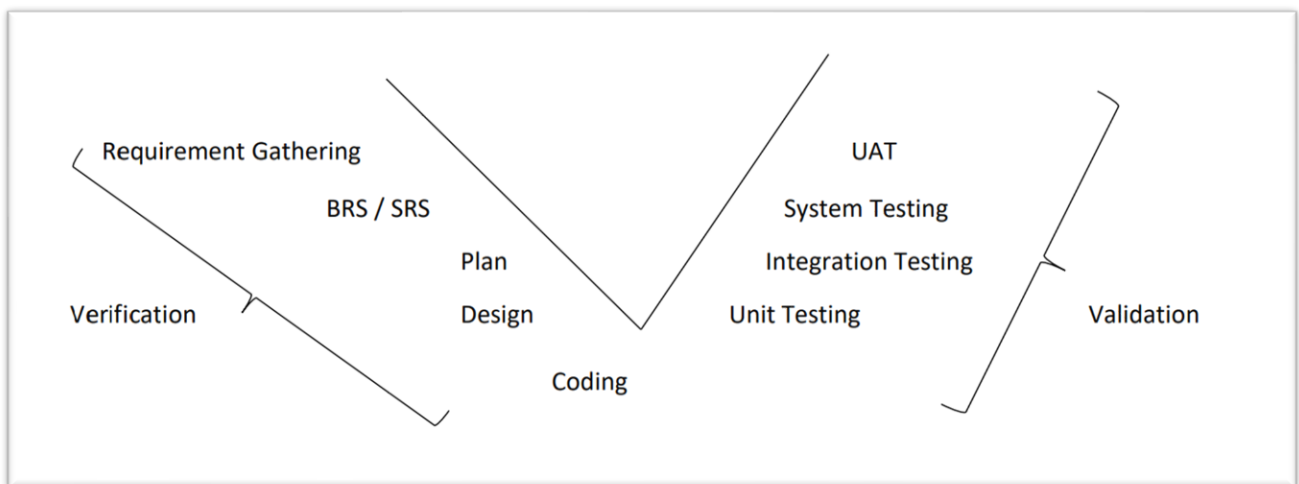 Requirement Gathering
UAT
BRS / SRS
System Testing
Plan
Integration Testing
Verification
Design
Unit Testing
Validation
Coding